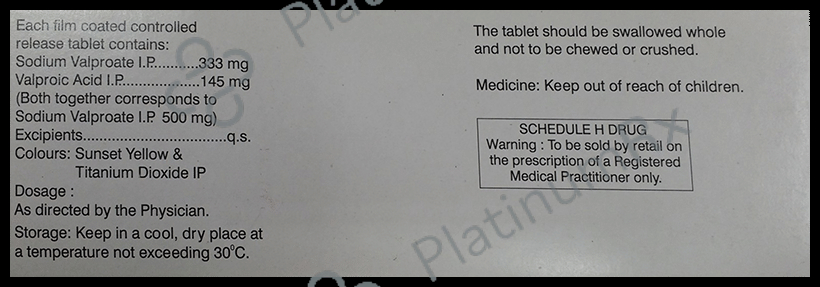 Each film coated controlled
release tablet contains:
Sodium Valproate I.P...........333 mg
Valproic Acid I.P....................145 mg
(Both together corresponds to
Sodium Valproate I.P. 500 mg)
Excipients....................................q.s.
Colours: Sunset Yellow &
Titanium Dioxide IP
Dosage :
As directed by the Physician.
Storage: Keep in a cool, dry place at
a temperature not exceeding 30°C.
The tablet should be swallowed whole
and not to be chewed or crushed.
Medicine: Keep out of reach of children.
SCHEDULE H DRUG
Warning : To be sold by retail on
the prescription of a Registered
Medical Practitioner only.
PlatinumRx